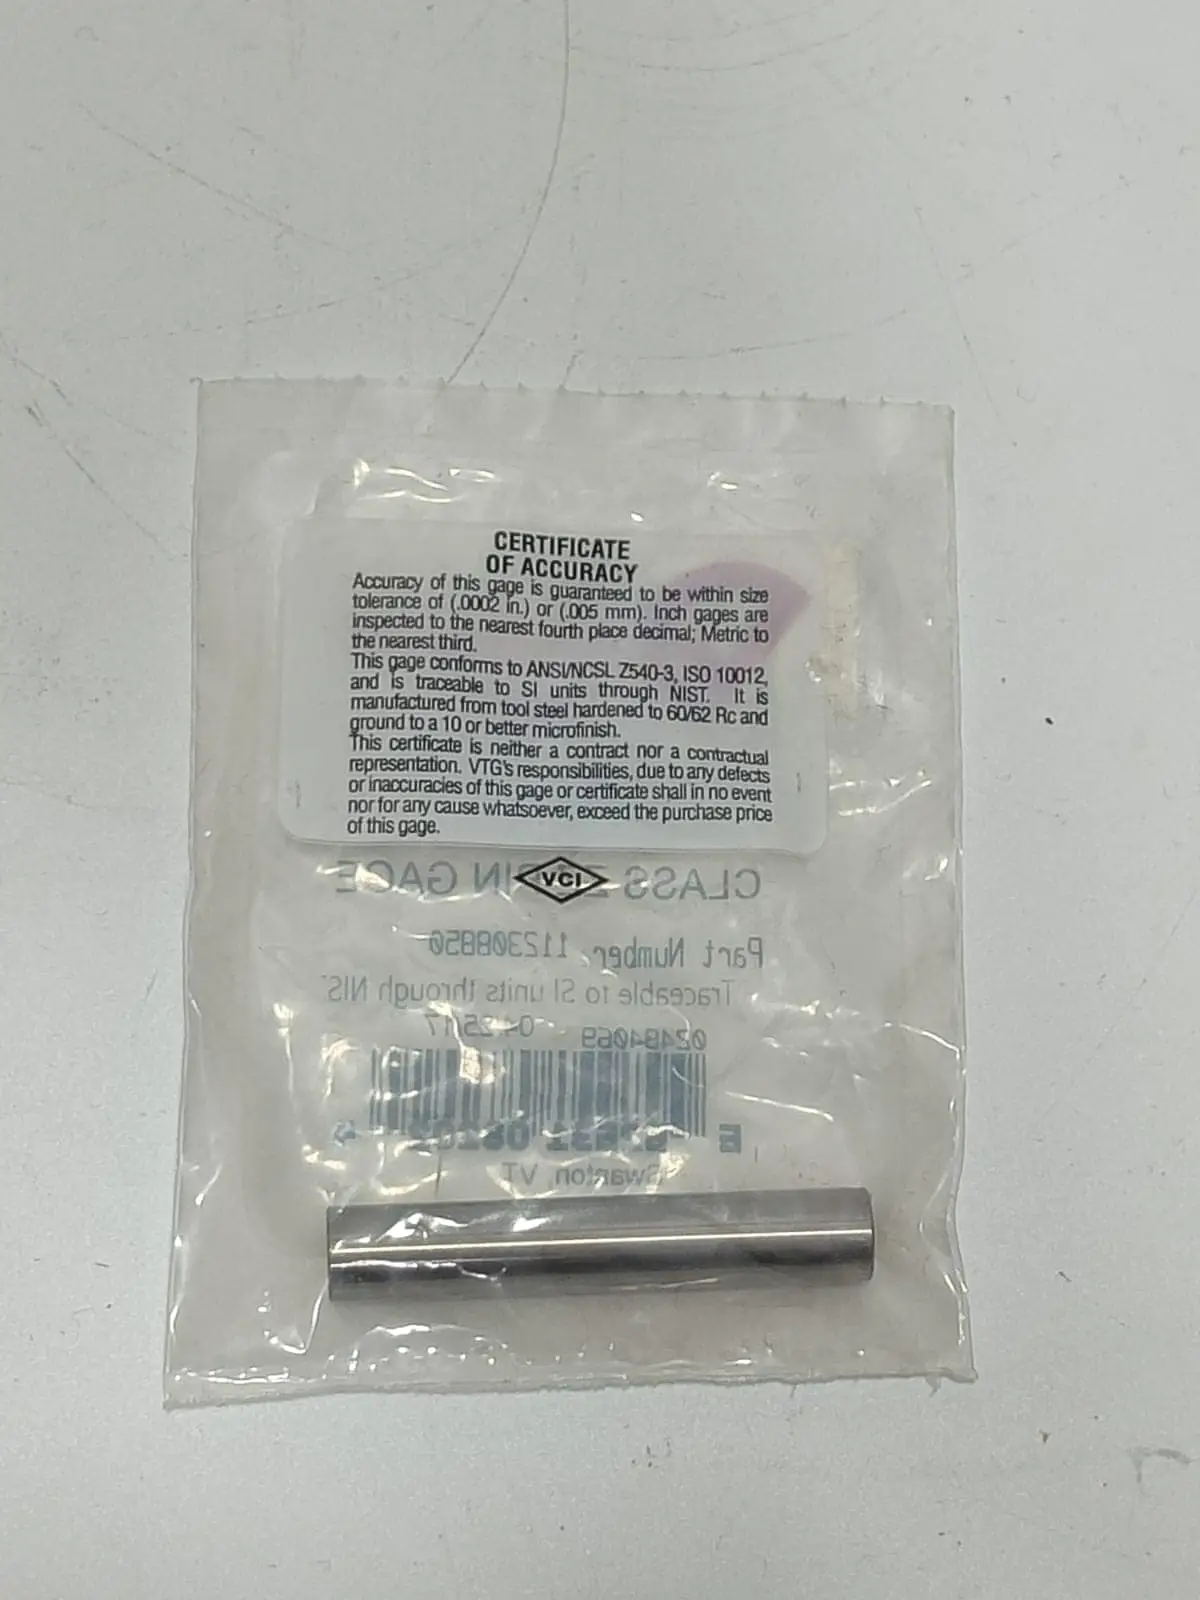 CERTIFICATE
OF ACCURACY
Accuracy of this gage is guaranteed to be within size
tolerance of (.0002 in.) or (.005 mm). Inch gages are
inspected to the nearest fourth place decimal; Metric to
the nearest third.
This gage conforms to ANSI/NCSL Z540-3, ISO 10012,
and is traceable to SI units through NIST. It is
manufactured from tool steel hardened to 60/62 Rc and
ground to a 10 or better microfinish.
This certificate is neither a contract nor a contractual
representation. VTG's responsibilities, due to any defects
or inaccuracies of this gage or certificate shall in no event
nor for any cause whatsoever, exceed the purchase price
of this gage.
VCI
CLASS GAGE
Part Number: 112308850
Traceable to SI units through NIST
Swanton, VT